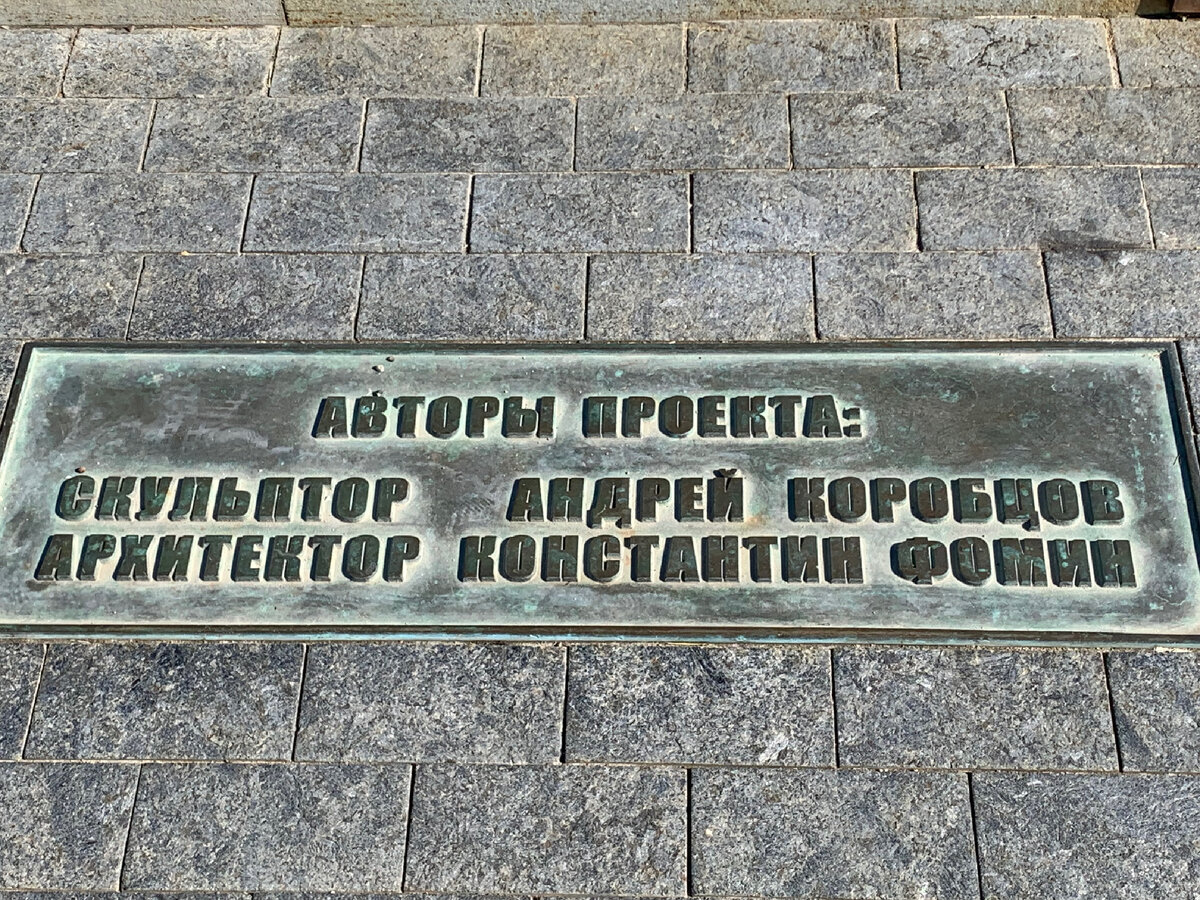 АВТОРЫ ПРОЕКТА:
СКУЛЬПТОР АНДРЕЙ КОРОБЦОВ
АРХИТЕКТОР КОНСТАНТИН ФОМИН